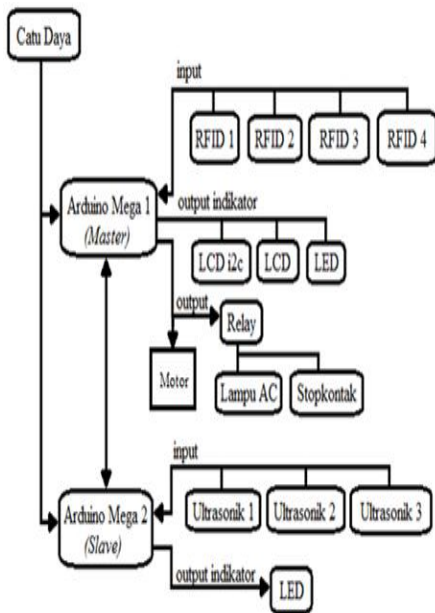 Catu Daya
input
RFID 1
RFID 2
RFID 3
RFID 4
Arduino Mega 1
(Master)
output indikator
LCD i2c
LCD
LED
output
Relay
Motor
Lampu AC
Stopkontak
input
Arduino Mega 2
(Slave)
Ultrasonik 1
Ultrasonik 2
Ultrasonik 3
output indikator
LED